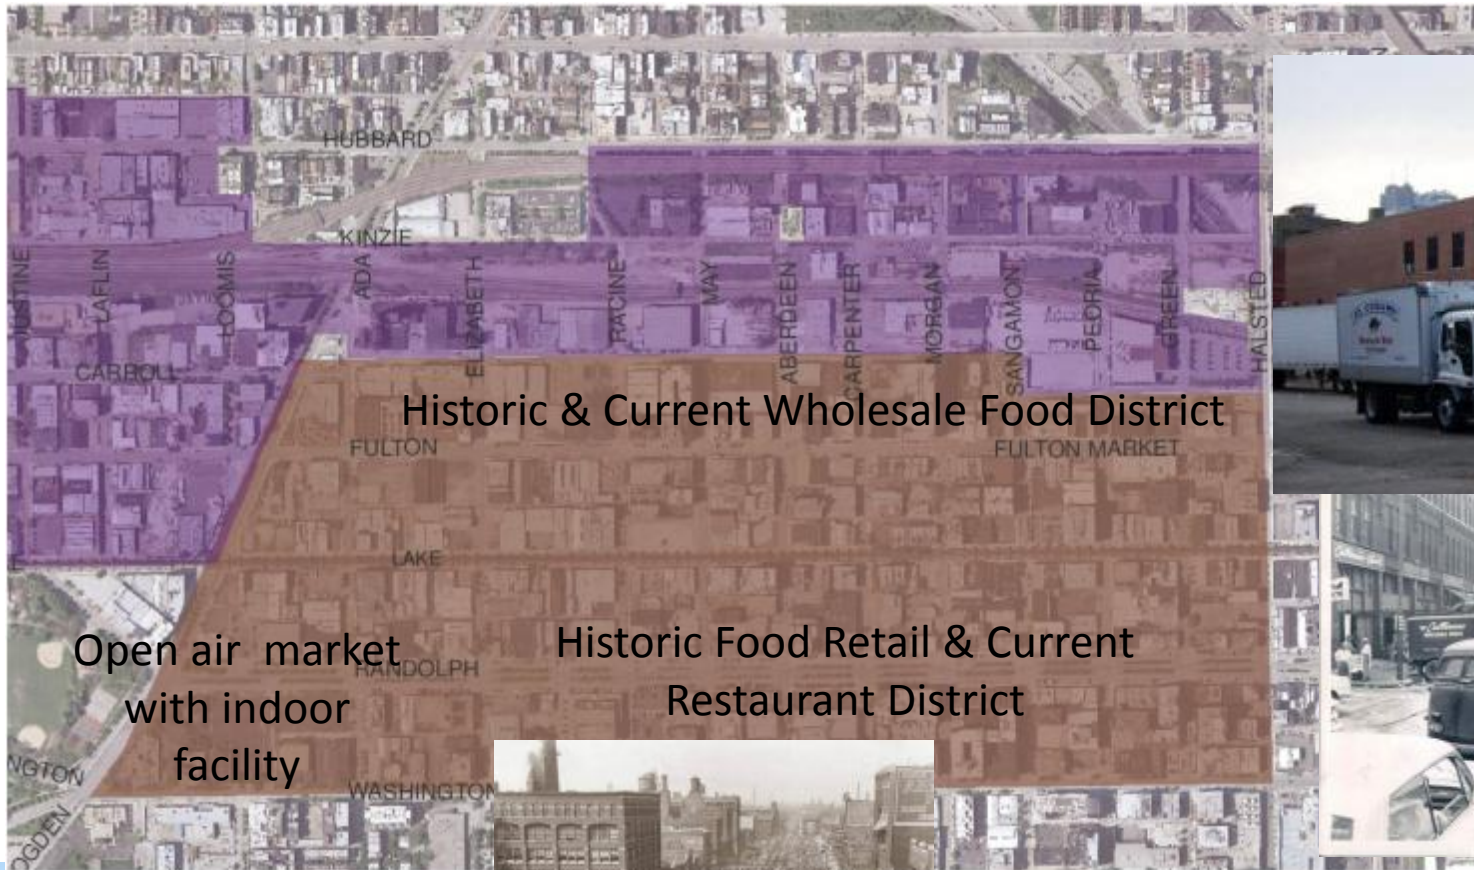 HUBBARD
KINZIE
JUSTINE
LAFLIN
LOOMIS
ADA
ELIZABETH
RACINE
MAY
ABERDEEN
CARPENTER
MORGAN
SANGAMON
PEORIA
GREEN
HALSTED
CARROLL
Historic & Current Wholesale Food District
FULTON
FULTON MARKET
LAKE
Open air market
with indoor
facility
RANDOLPH
Historic Food Retail & Current
Restaurant District
NGTON
WASHINGTON
OGDEN